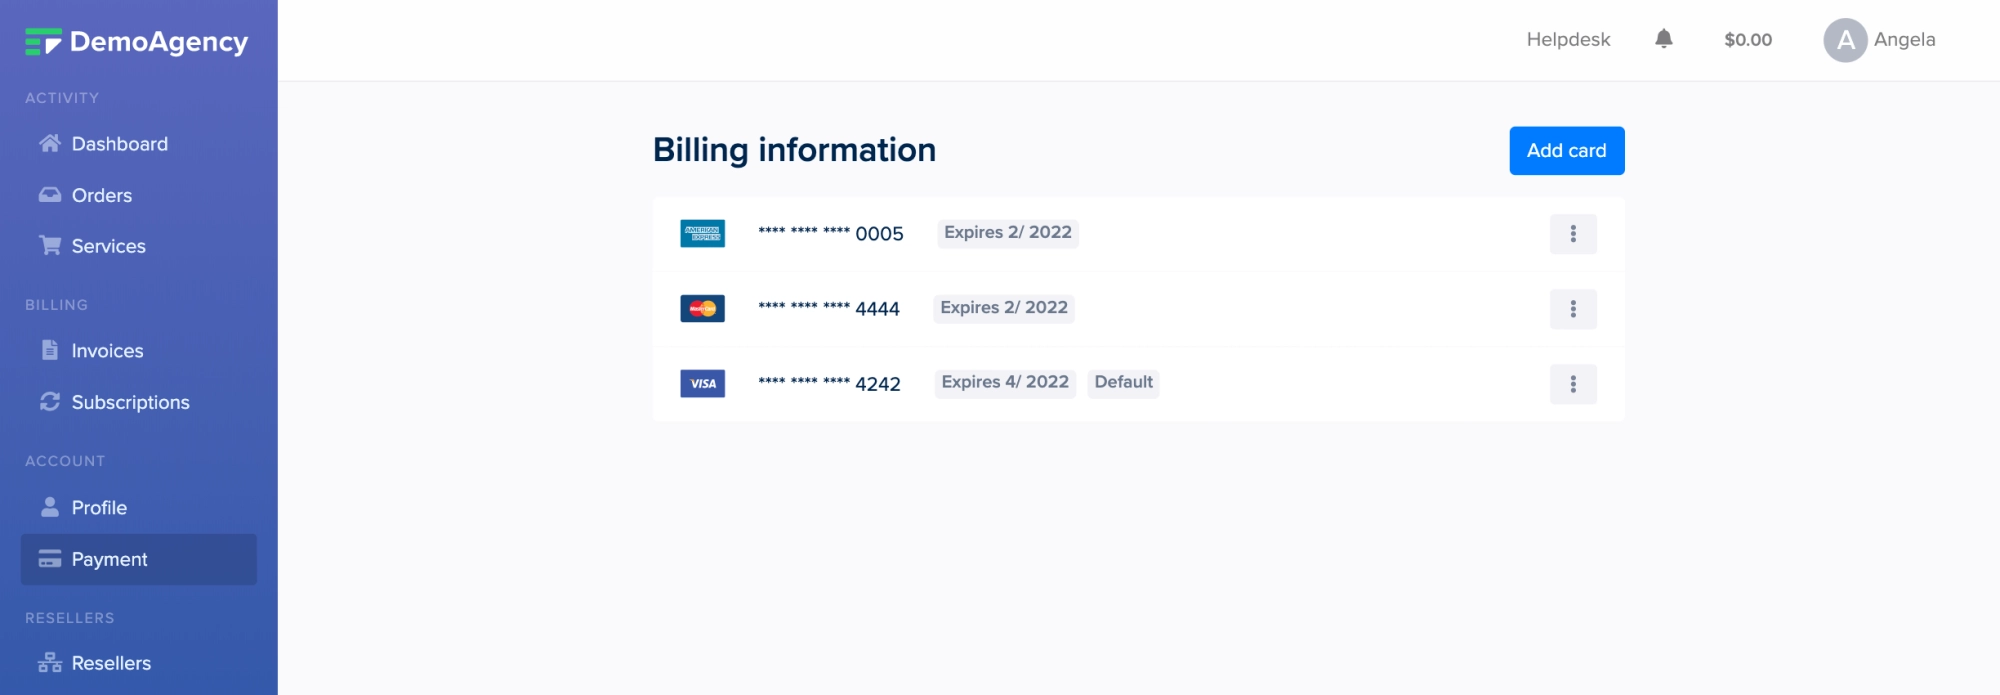 DemoAgency
ACTIVITY
Dashboard
Orders
Services
BILLING
Invoices
Subscriptions
ACCOUNT
Profile
Payment
RESELLERS
Resellers
Helpdesk $0.00 A Angela
Billing information Add card
AMERICAN EXPRESS **** **** **** 0005 Expires 2/ 2022
MasterCard **** **** **** 4444 Expires 2/ 2022
VISA **** **** **** 4242 Expires 4/ 2022 Default